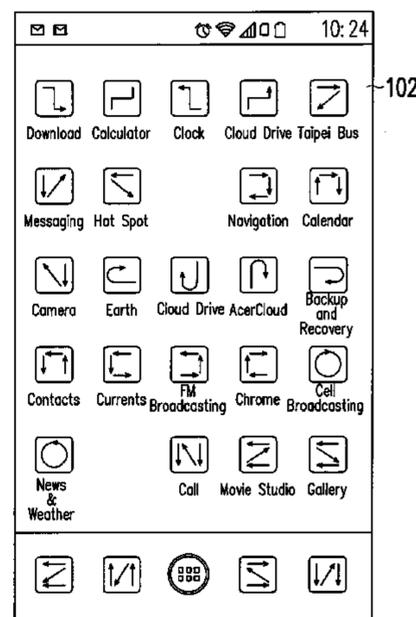 10:24
102
Download Calculator Clock Cloud Drive Taipei Bus
Messaging Hot Spot Navigation Calendar
Camera Earth Cloud Drive AcerCloud Backup
and
Recovery
Contacts Currents FM
Broadcasting Chrome Cell
Broadcasting
News
&
Weather
Call Movie Studio Gallery